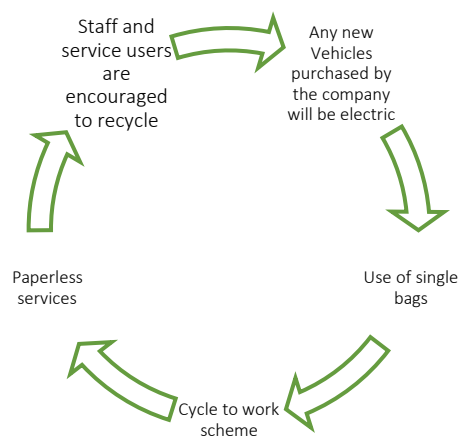 Staff and
service users
are
encouraged
to recycle
Any new
Vehicles
purchased by
the company
will be electric
Use of single
bags
Cycle to work
scheme
Paperless
services